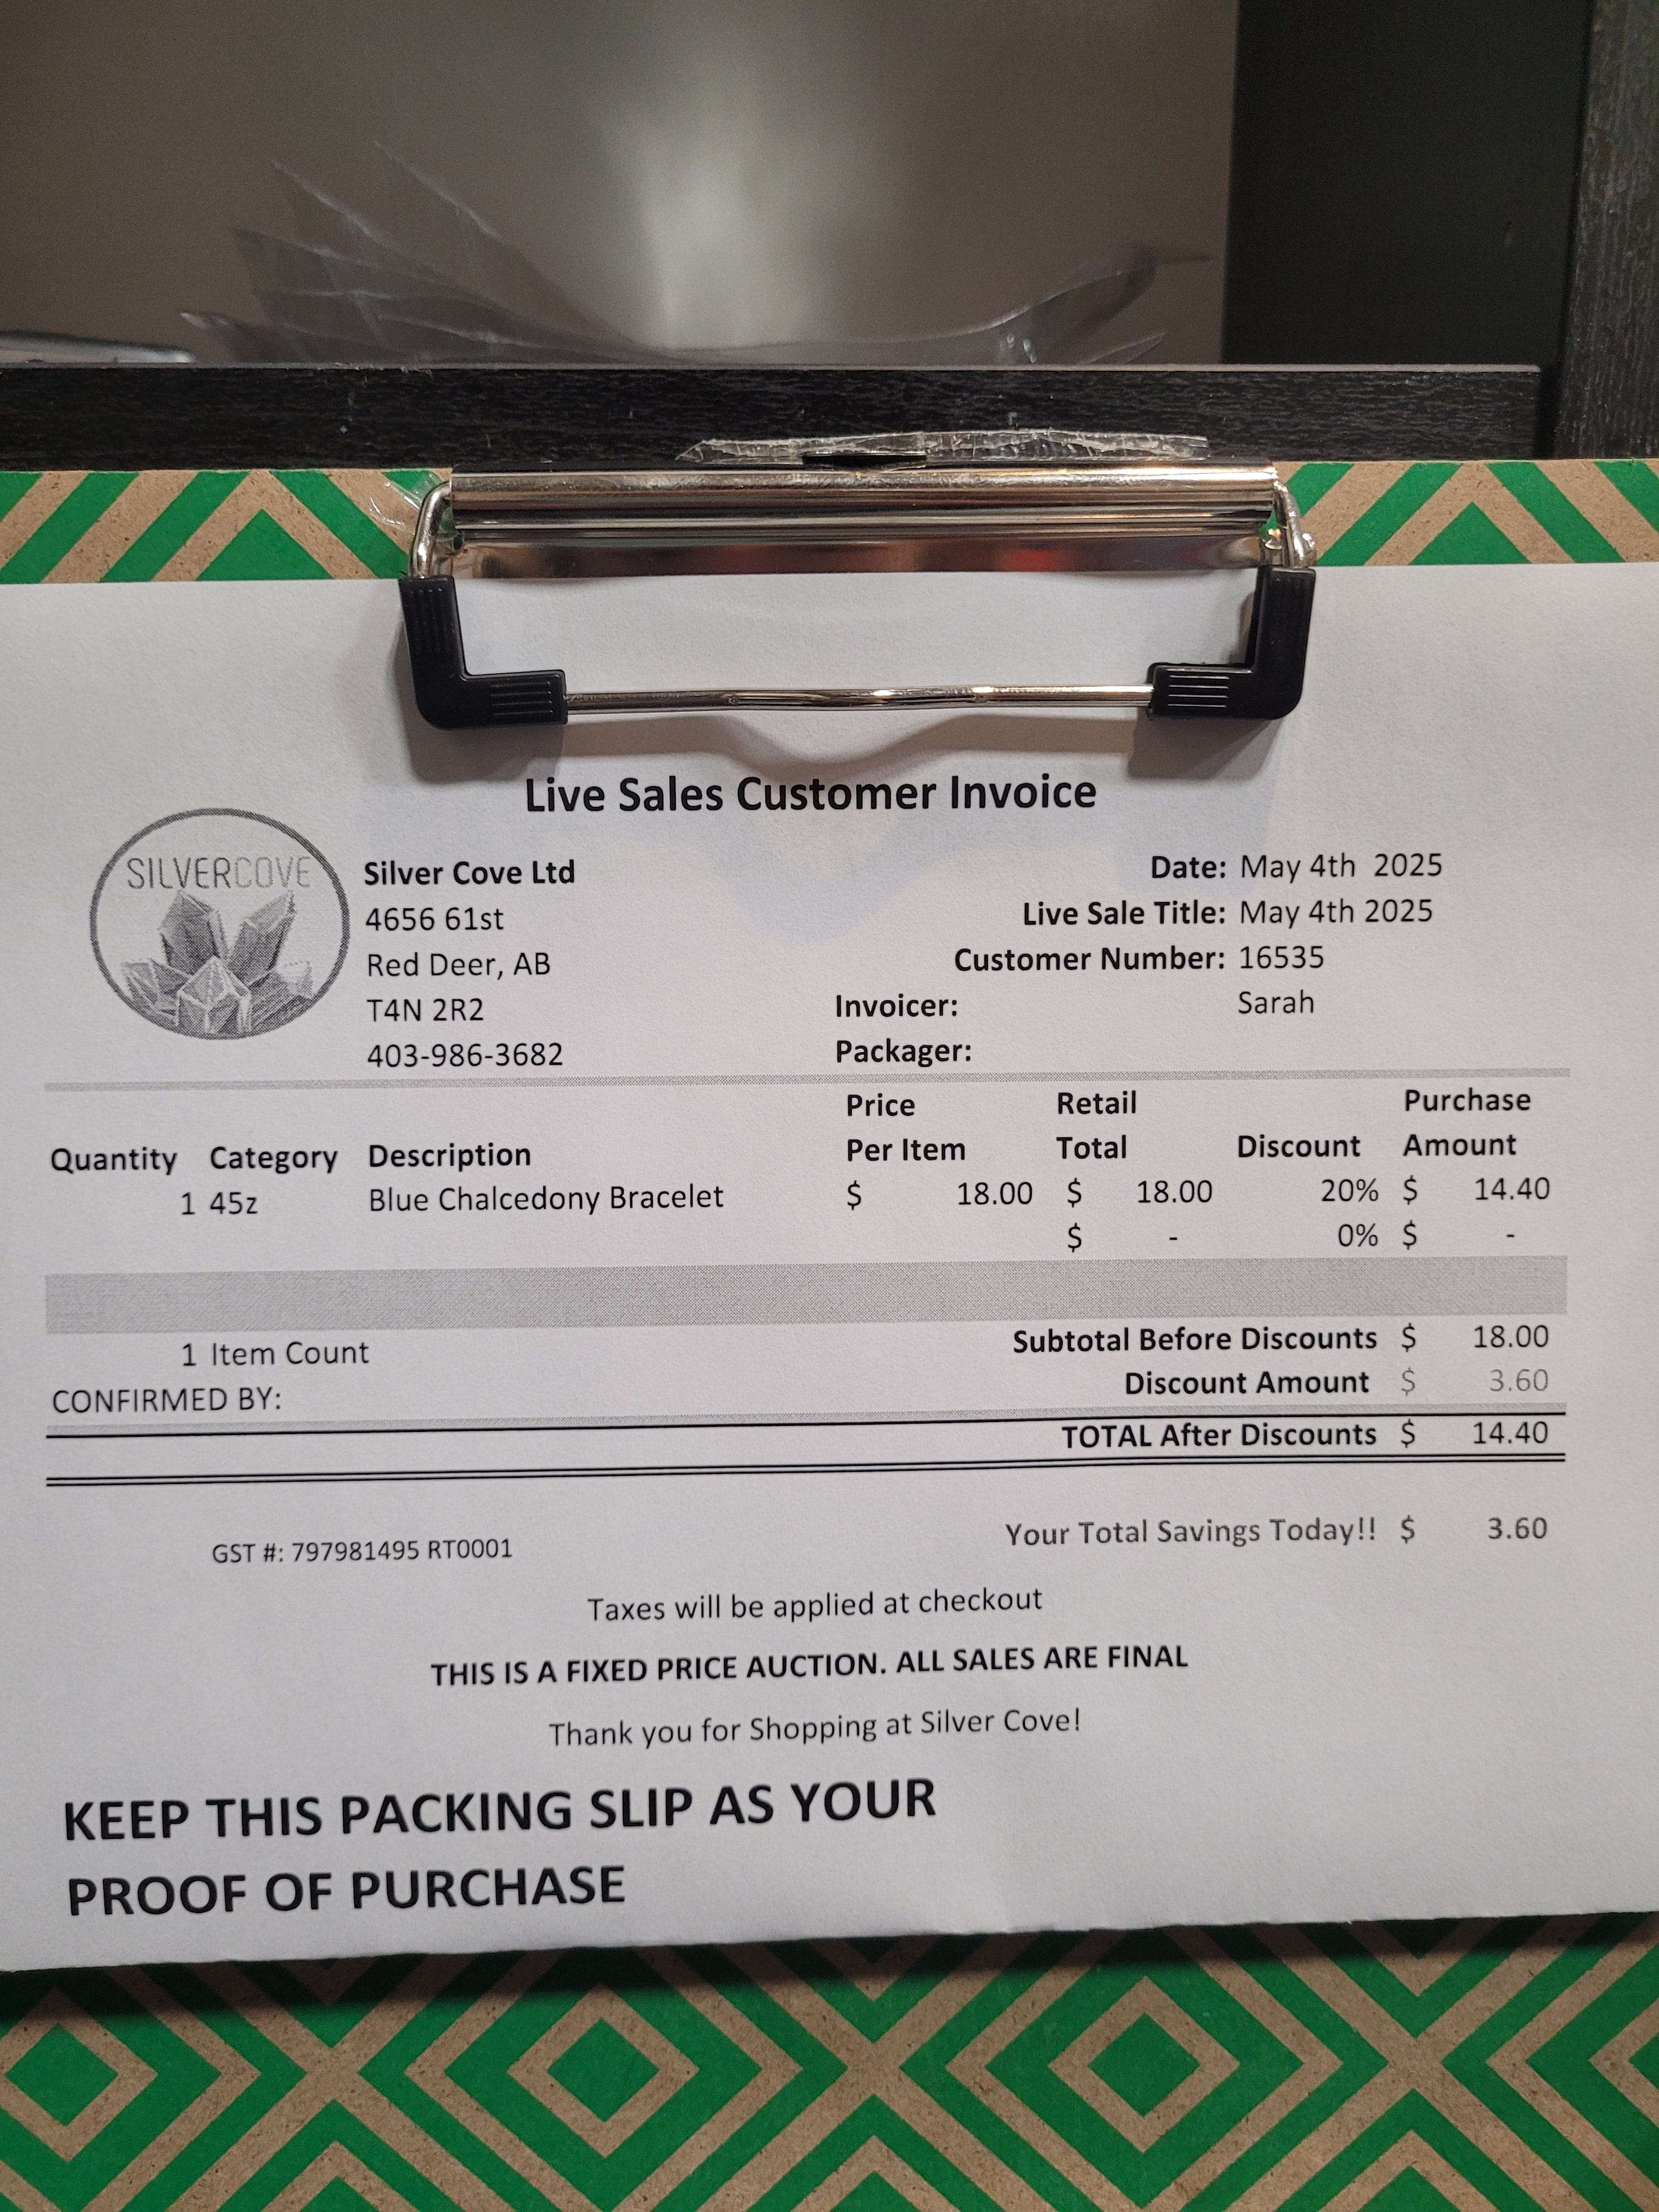 Live Sales Customer Invoice
SILVERCOVE
Silver Cove Ltd
4656 61st
Red Deer, AB
T4N 2R2
403-986-3682
Date: May 4th 2025
Live Sale Title: May 4th 2025
Customer Number: 16535
Invoicer: Sarah
Packager:
Quantity Category Description Price Per Item Retail Total Discount Purchase Amount
1 45z Blue Chalcedony Bracelet $ 18.00 $ 18.00 20% $ 14.40
$ - 0% $ -
1 Item Count
CONFIRMED BY:
Subtotal Before Discounts $ 18.00
Discount Amount $ 3.60
TOTAL After Discounts $ 14.40
GST #: 797981495 RT0001
Your Total Savings Today!! $ 3.60
Taxes will be applied at checkout
THIS IS A FIXED PRICE AUCTION. ALL SALES ARE FINAL
Thank you for Shopping at Silver Cove!
KEEP THIS PACKING SLIP AS YOUR
PROOF OF PURCHASE